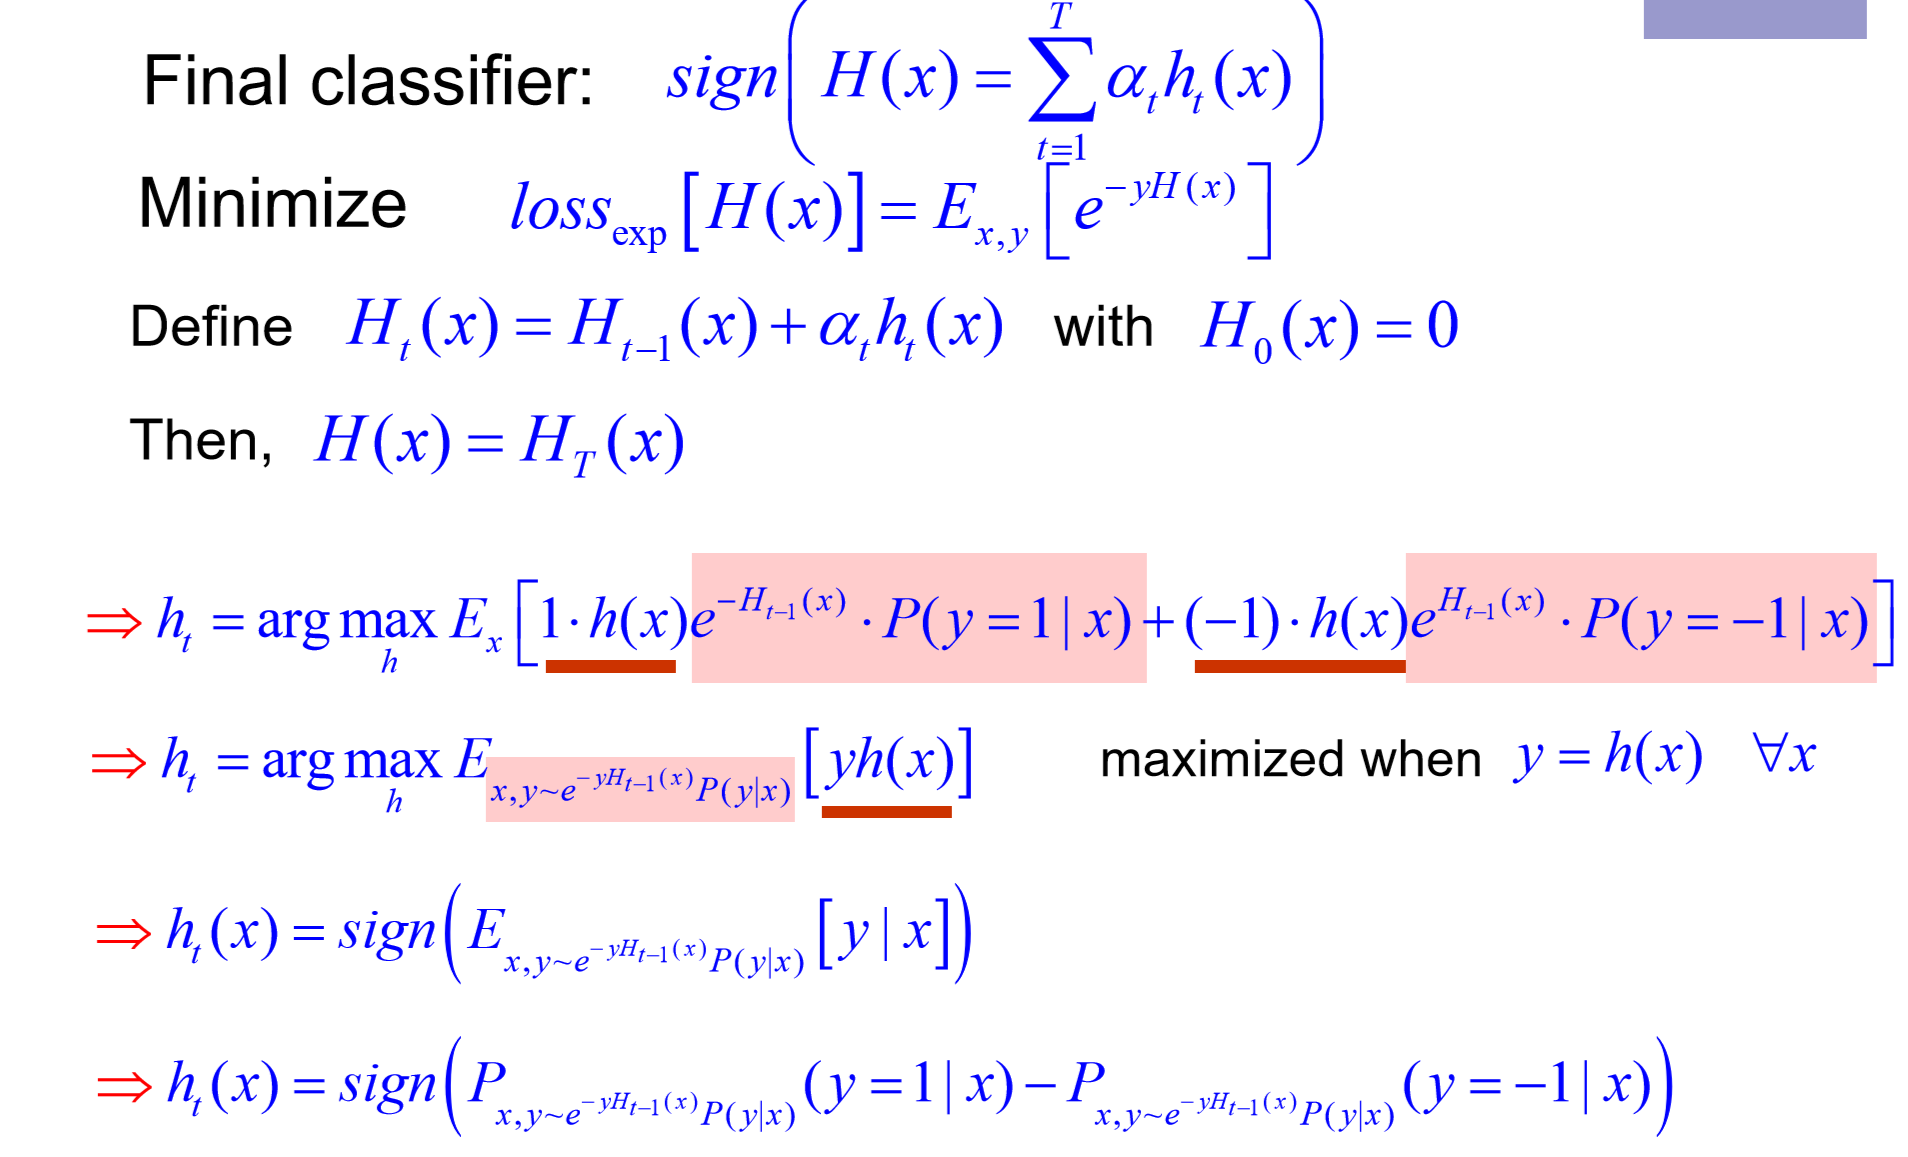 Final classifier: sign( H(x) = ∑_{t=1}^{T} α_t h_t(x) )
Minimize loss_exp [H(x)] = E_{x,y} [e^{−yH(x)}]
Define H_t(x) = H_{t−1}(x) + α_t h_t(x) with H_0(x) = 0
Then, H(x) = H_T(x)
⇒ h_t = arg max_h E_x [1·h(x)e^{−H_{t−1}(x)} · P(y = 1 | x) + (−1)·h(x)e^{H_{t−1}(x)} · P(y = −1 | x)]
⇒ h_t = arg max_h E_{x,y~e^{−yH_{t−1}(x)}P(y|x)} [yh(x)] maximized when y = h(x) ∀x
⇒ h_t(x) = sign(E_{x,y~e^{−yH_{t−1}(x)}P(y|x)} [y | x])
⇒ h_t(x) = sign(P_{x,y~e^{−yH_{t−1}(x)}P(y|x)} (y = 1 | x) − P_{x,y~e^{−yH_{t−1}(x)}P(y|x)} (y = −1 | x))